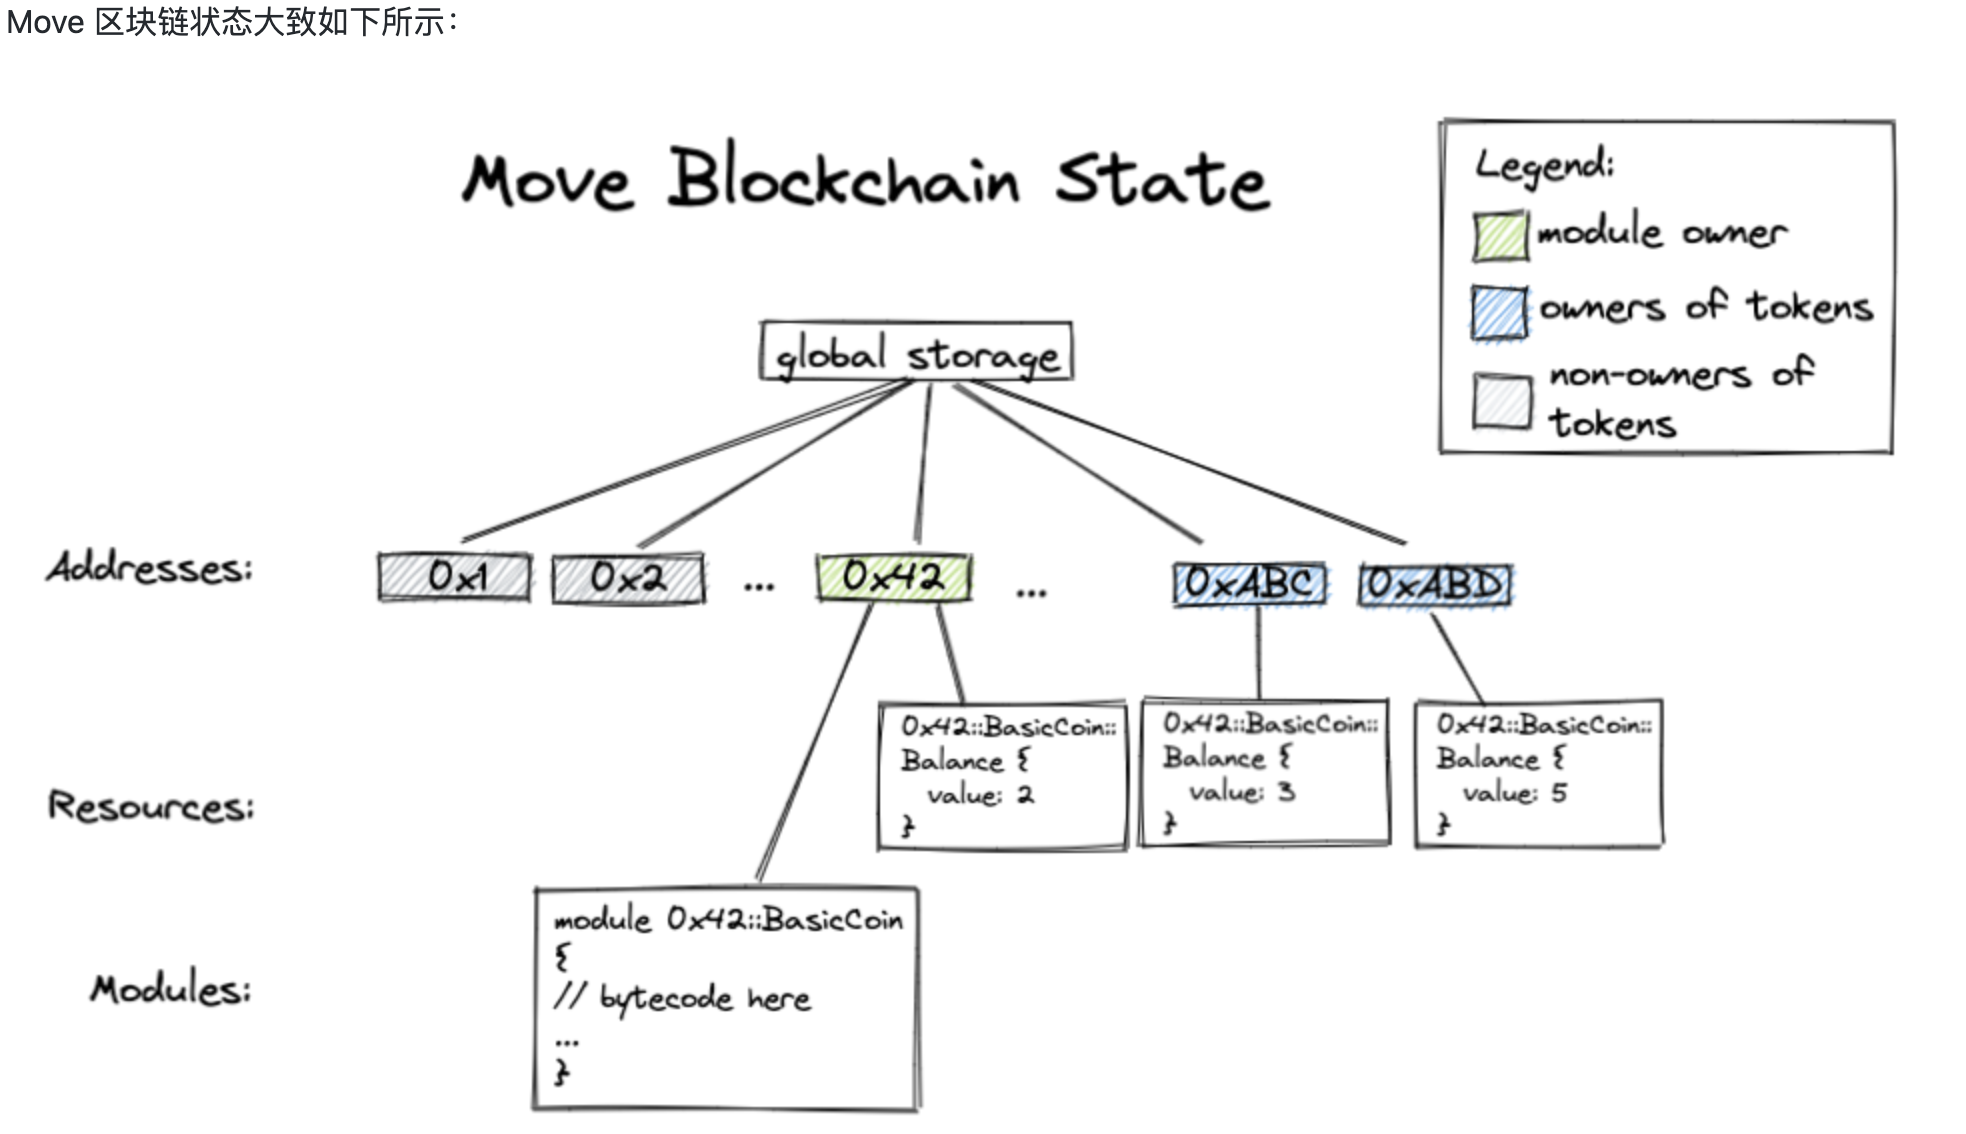 Move 区块链状态大致如下所示：
Move Blockchain State
Legend:
module owner
owners of tokens
non-owners of
tokens
global storage
Addresses:
0x1
0x2
...
0x42
...
0xABC
0xABD
Resources:
0x42::BasicCoin::
Balance {
value: 2
}
0x42::BasicCoin::
Balance {
value: 3
}
0x42::BasicCoin::
Balance {
value: 5
}
Modules:
module 0x42::BasicCoin
{
// bytecode here
...
}